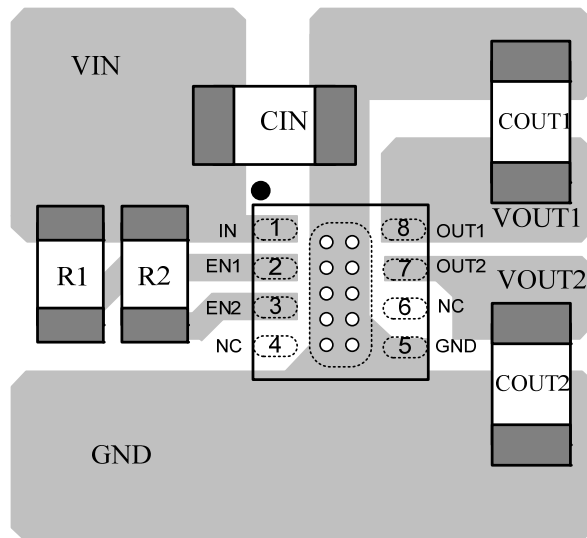 VIN
CIN
COUT1
VOUT1
IN 1 8 OUT1
R1 R2 EN1 2 7 OUT2
VOUT2
EN2 3 6 NC
NC 4 5 GND
COUT2
GND